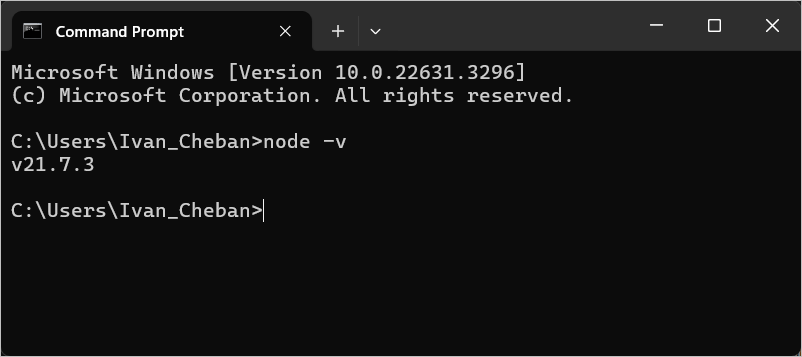 Command Prompt
Microsoft Windows [Version 10.0.22631.3296]
(c) Microsoft Corporation. All rights reserved.
C:\Users\Ivan_Cheban>node -v
v21.7.3
C:\Users\Ivan_Cheban>